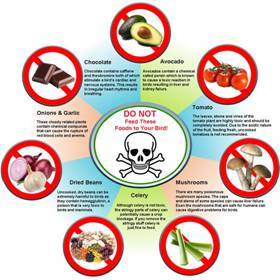 Avocado
Avocados contain a chemical
called persin which is known
to cause a toxic reaction in
birds resulting in liver and
kidney failure
Chocolate
Chocolate contains caffeine
and theobromine both of which
stimulate a bird's cardiac and
nervous systems. This results
in irregular heart rhythms and
breathing
DO NOT
Feed These
Foods to Your Bird!
Tomato
The leaves, stems and vines of the
tomato plant are highly toxic and should be
completely avoided. Due to the acidic nature
of the fruit, feeding fresh, uncooked
tomatoes is not recommended.
Onions & Garlic
These closely related plants
contain chemical compounds
that can cause the rupture of
red blood cells and anemia.
Dried Beans
Uncooked, dry beans can be
extremely harmful to birds as
they contain hemaglutinin, a
poison that is very toxic to
birds and mammals.
Mushrooms
There are many poisonous
mushroom species. The caps
and stems of some species can cause liver failure.
Even the mushrooms that are safe for humans can
cause digestive problems for birds.
Celery
Although celery is not toxic,
the stringy parts of celery can
potentially cause a crop
blockage. If you remove the
stringy stuff celery is
just fine to feed.